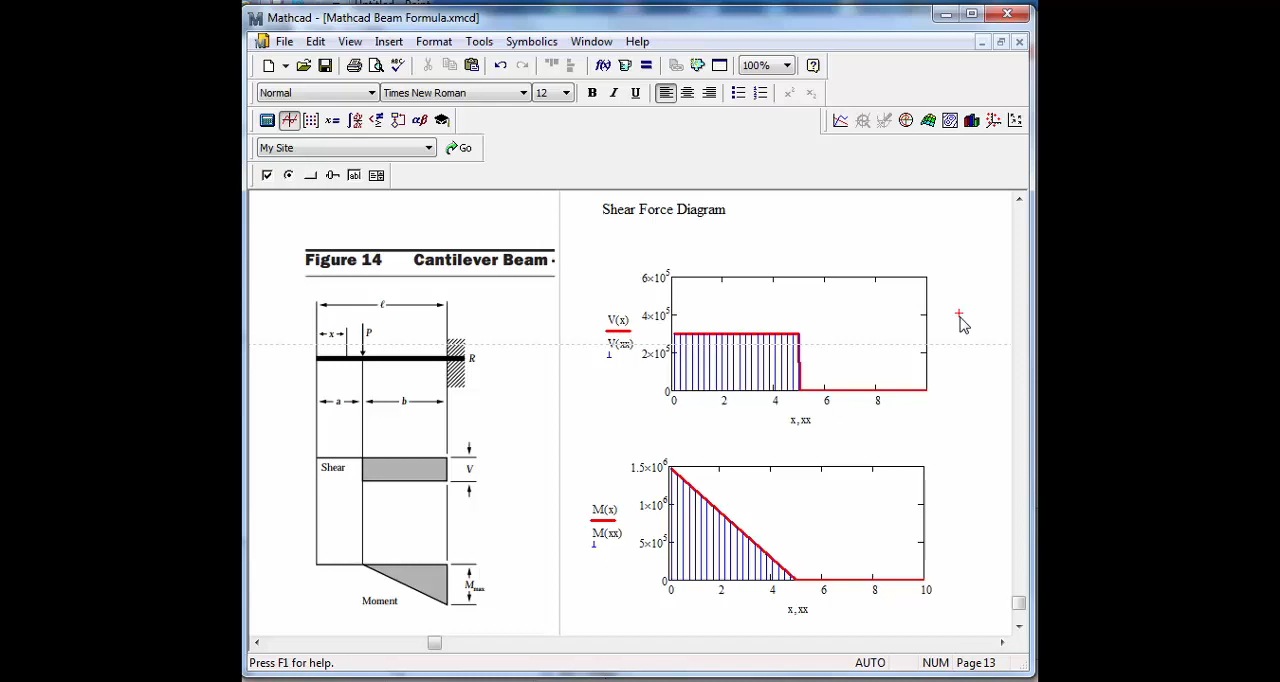 Mathcad - [Mathcad Beam Formula.xmcd]
File Edit View Insert Format Tools Symbolics Window Help
100%
Normal Times New Roman 12 B I U
My Site Go
Shear Force Diagram
Figure 14 Cantilever Beam -
ℓ
x P
R
a b
Shear V
Moment Mmax
6×10^5
4×10^5
2×10^5
0
V(x)
V(xx)
0 2 4 6 8
x,xx
1.5×10^6
1×10^6
5×10^5
0
M(x)
M(xx)
0 2 4 6 8 10
x,xx
Press F1 for help. AUTO NUM Page 13